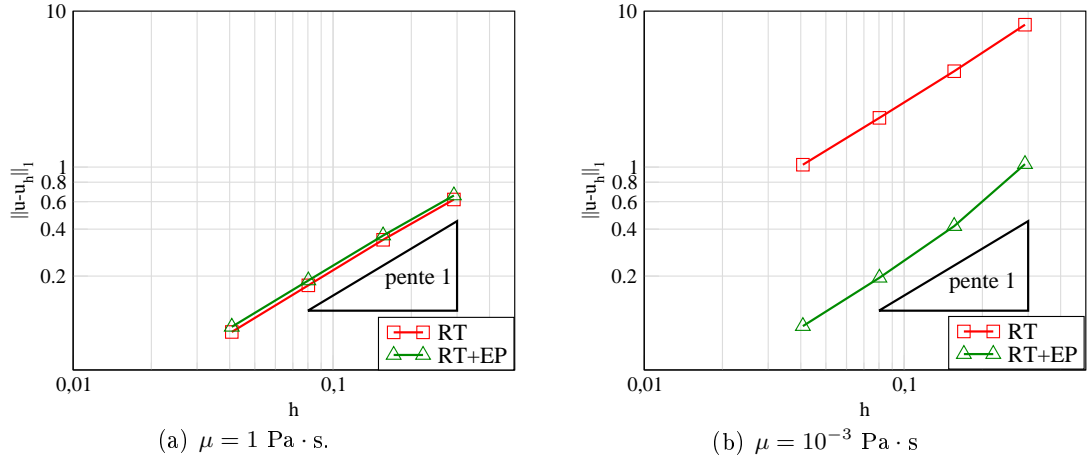 10
1
0.8
0.6
0.4
0.2
||u-u_h||_1
pente 1
RT
RT+EP
0,01
0,1
h
(a) μ = 1 Pa · s.
10
1
0.8
0.6
0.4
0.2
||u-u_h||_1
pente 1
RT
RT+EP
0,01
0,1
h
(b) μ = 10⁻³ Pa · s